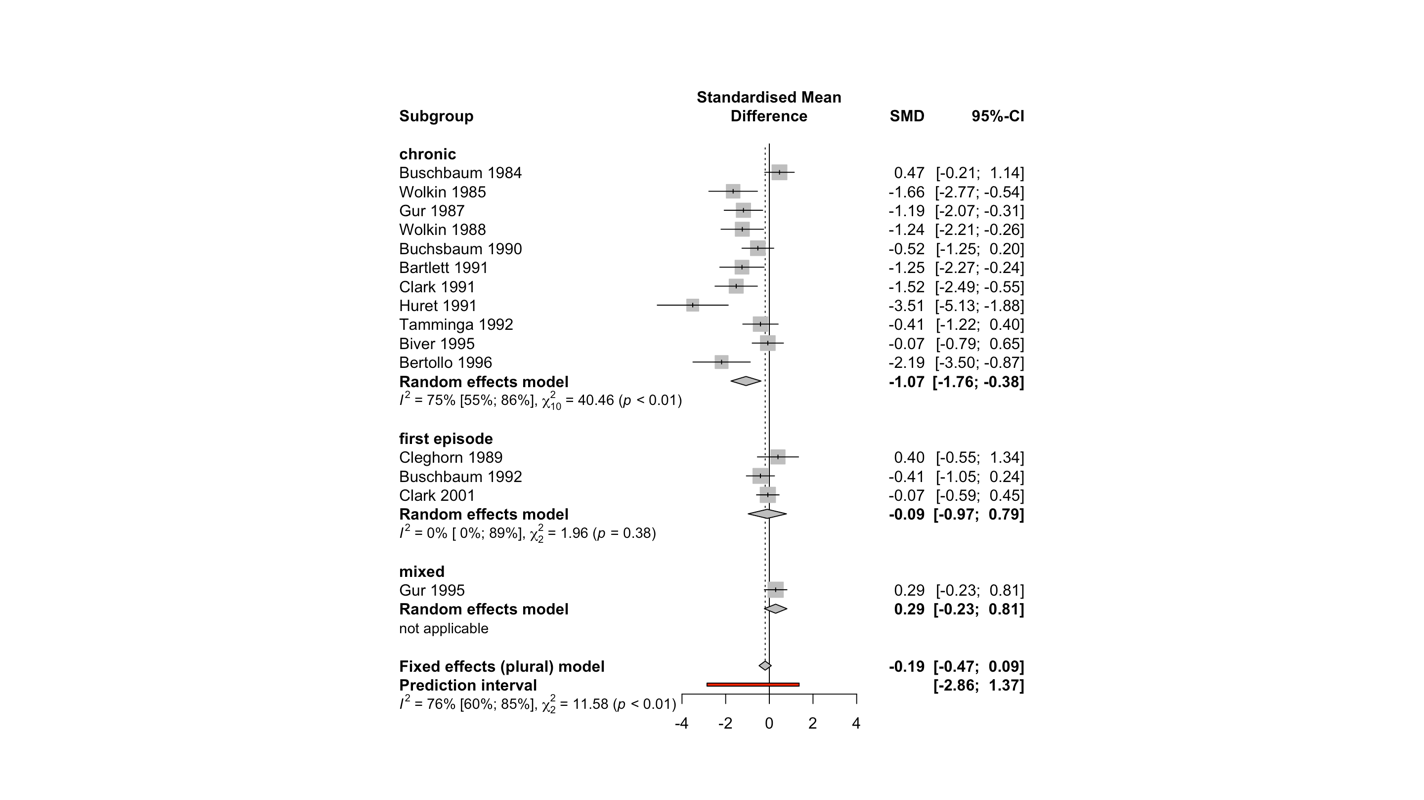 Standardised Mean
Subgroup Difference SMD 95%-CI
chronic
Buschbaum 1984 0.47 [-0.21; 1.14]
Wolkin 1985 -1.66 [-2.77; -0.54]
Gur 1987 -1.19 [-2.07; -0.31]
Wolkin 1988 -1.24 [-2.21; -0.26]
Buchsbaum 1990 -0.52 [-1.25; 0.20]
Bartlett 1991 -1.25 [-2.27; -0.24]
Clark 1991 -1.52 [-2.49; -0.55]
Huret 1991 -3.51 [-5.13; -1.88]
Tamminga 1992 -0.41 [-1.22; 0.40]
Biver 1995 -0.07 [-0.79; 0.65]
Bertollo 1996 -2.19 [-3.50; -0.87]
Random effects model -1.07 [-1.76; -0.38]
I² = 75% [55%; 86%], χ²₁₀ = 40.46 (p < 0.01)
first episode
Cleghorn 1989 0.40 [-0.55; 1.34]
Buschbaum 1992 -0.41 [-1.05; 0.24]
Clark 2001 -0.07 [-0.59; 0.45]
Random effects model -0.09 [-0.97; 0.79]
I² = 0% [ 0%; 89%], χ²₂ = 1.96 (p = 0.38)
mixed
Gur 1995 0.29 [-0.23; 0.81]
Random effects model 0.29 [-0.23; 0.81]
not applicable
Fixed effects (plural) model -0.19 [-0.47; 0.09]
Prediction interval [-2.86; 1.37]
I² = 76% [60%; 85%], χ²₂ = 11.58 (p < 0.01)
-4 -2 0 2 4